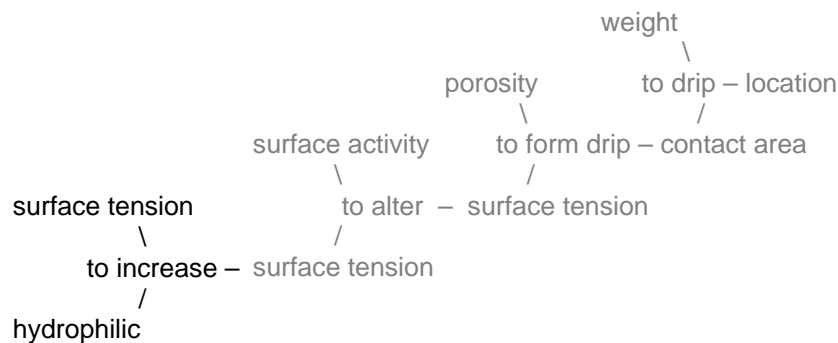 weight
\
porosity to drip – location
\ /
surface activity to form drip – contact area
\ /
surface tension to alter – surface tension
\ /
to increase – surface tension
/
hydrophilic